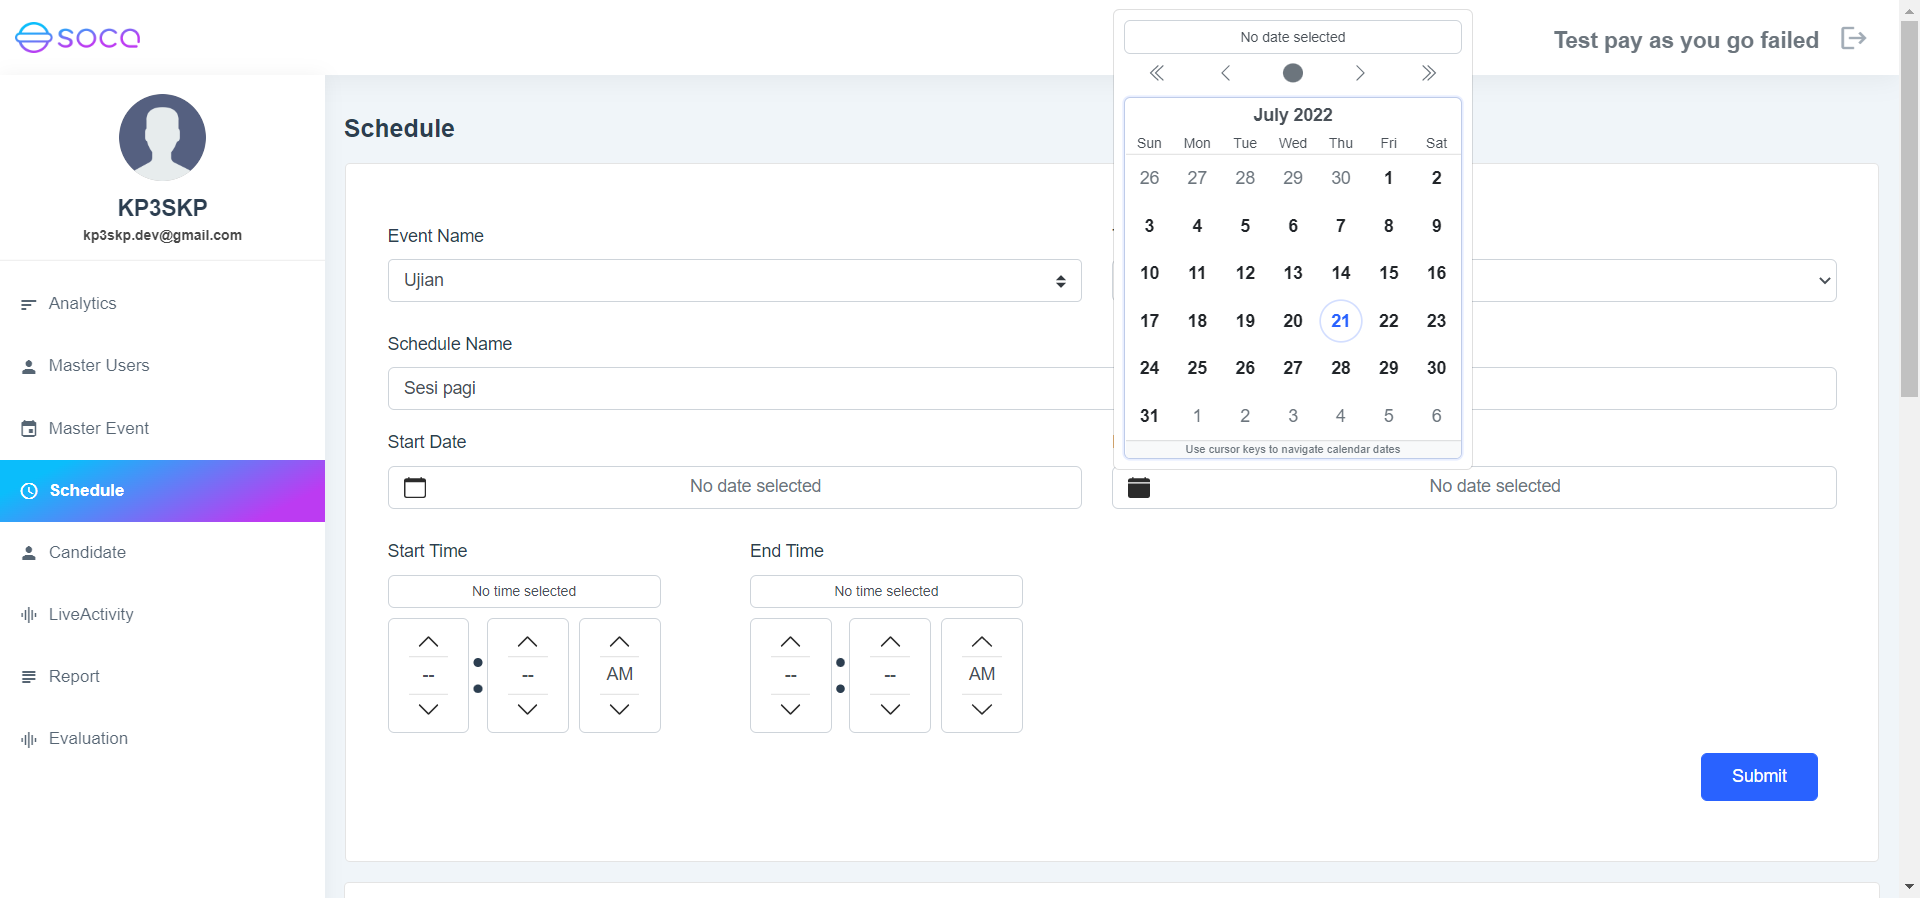 SOCA
Test pay as you go failed
KP3SKP
kp3skp.dev@gmail.com
Analytics
Master Users
Master Event
Schedule
Candidate
LiveActivity
Report
Evaluation
Schedule
Event Name
Ujian
Schedule Name
Sesi pagi
Start Date
No date selected
No date selected
No date selected
July 2022
Sun Mon Tue Wed Thu Fri Sat
26 27 28 29 30 1 2
3 4 5 6 7 8 9
10 11 12 13 14 15 16
17 18 19 20 21 22 23
24 25 26 27 28 29 30
31 1 2 3 4 5 6
Use cursor keys to navigate calendar dates
Start Time
No time selected
-- : -- AM
End Time
No time selected
-- : -- AM
Submit